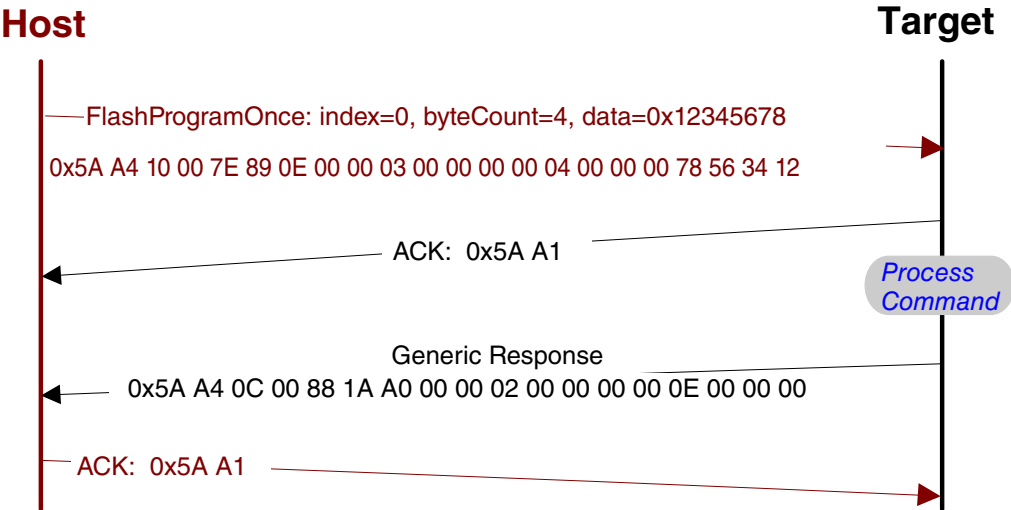 Host
Target
FlashProgramOnce: index=0, byteCount=4, data=0x12345678
0x5A A4 10 00 7E 89 0E 00 00 03 00 00 00 00 04 00 00 00 78 56 34 12
ACK: 0x5A A1
Process
Command
Generic Response
0x5A A4 0C 00 88 1A A0 00 00 02 00 00 00 00 0E 00 00 00
ACK: 0x5A A1